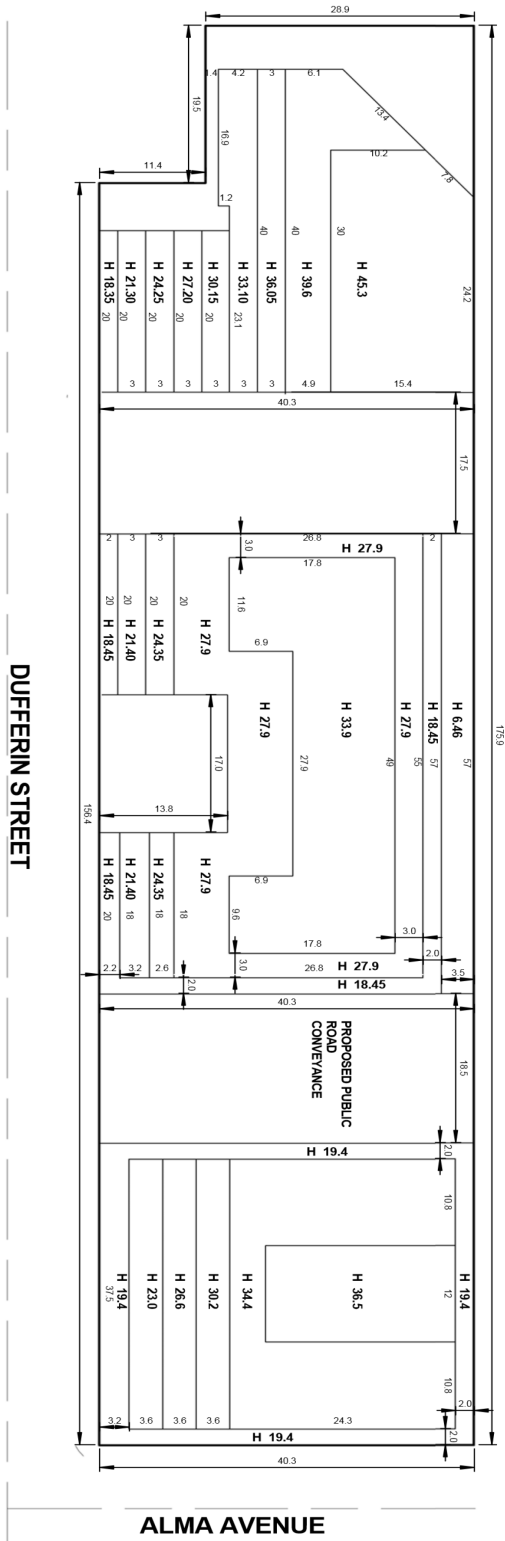 28.9
19.5
11.4
175.9
1.4
4.2
3
6.1
13.4
10.2
7.8
16.9
1.2
40
40
30
24.2
H 18.35
20
H 21.30
20
H 24.25
20
H 27.20
20
H 30.15
20
H 33.10
23.1
H 36.05
H 39.6
H 45.3
3
3
3
3
3
3
4.9
15.4
40.3
17.5
2
3
3
26.8
2
3.0
H 27.9
17.8
20
20
20
20
11.6
6.9
H 18.45
H 21.40
H 24.35
H 27.9
H 27.9
H 33.9
H 27.9
H 18.45
H 6.46
27.9
49
55
57
57
17.0
13.8
156.4
H 18.45
20
H 21.40
18
H 24.35
18
H 27.9
18
6.9
9.6
17.8
3.0
2.0
3.5
2.2
3.2
2.6
2.0
3.0
26.8
H 27.9
H 18.45
40.3
PROPOSED PUBLIC
ROAD
CONVEYANCE
18.5
H 19.4
2.0
10.8
H 19.4
37.5
H 23.0
H 26.6
H 30.2
H 34.4
H 36.5
12
H 19.4
10.8
2.0
3.2
3.6
3.6
3.6
24.3
2.0
H 19.4
40.3
DUFFERIN STREET
ALMA AVENUE